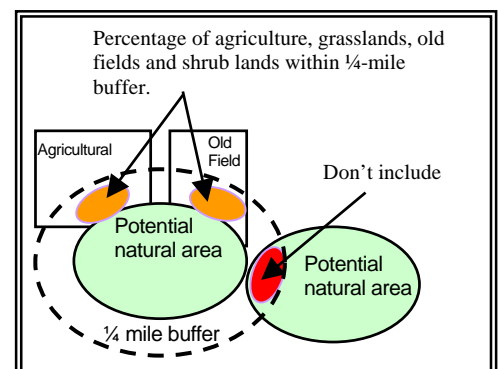 Percentage of agriculture, grasslands, old
fields and shrub lands within ¼-mile
buffer.
Agricultural
Old
Field
Don’t include
Potential
natural area
Potential
natural area
¼ mile buffer